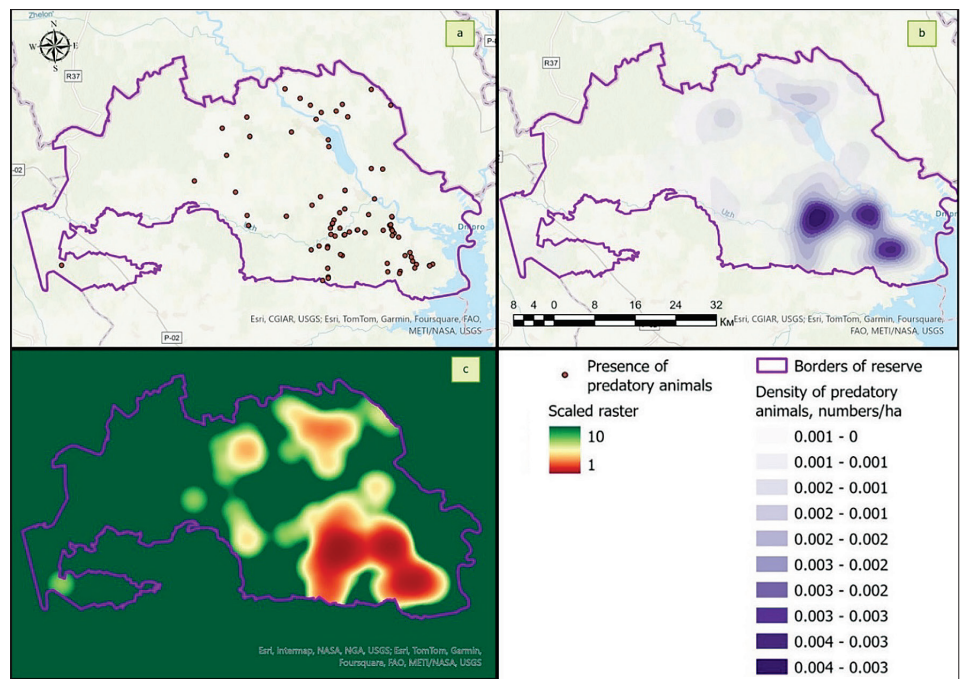 Zhelon'
N
W
E
S
R37
a
P-
-02
Uzh
Dnipro
P-02
Esri, CGIAR, USGS; Esri, TomTom, Garmin, Foursquare, FAO,
METI/NASA, USGS
b
R37
Uzh
Dnipro
8 4 0 8 16 24 32
Км
Esri, CGIAR, USGS; Esri, TomTom, Garmin, Foursquare,
FAO, METI/NASA, USGS
c
Esri, Intermap, NASA, NGA, USGS; Esri, TomTom, Garmin,
Foursquare, FAO, METI/NASA, USGS
Presence of
predatory animals
Scaled raster
10
1
Borders of reserve
Density of predatory
animals, numbers/ha
0.001 - 0
0.001 - 0.001
0.002 - 0.001
0.002 - 0.001
0.002 - 0.002
0.003 - 0.002
0.003 - 0.002
0.003 - 0.003
0.004 - 0.003
0.004 - 0.003